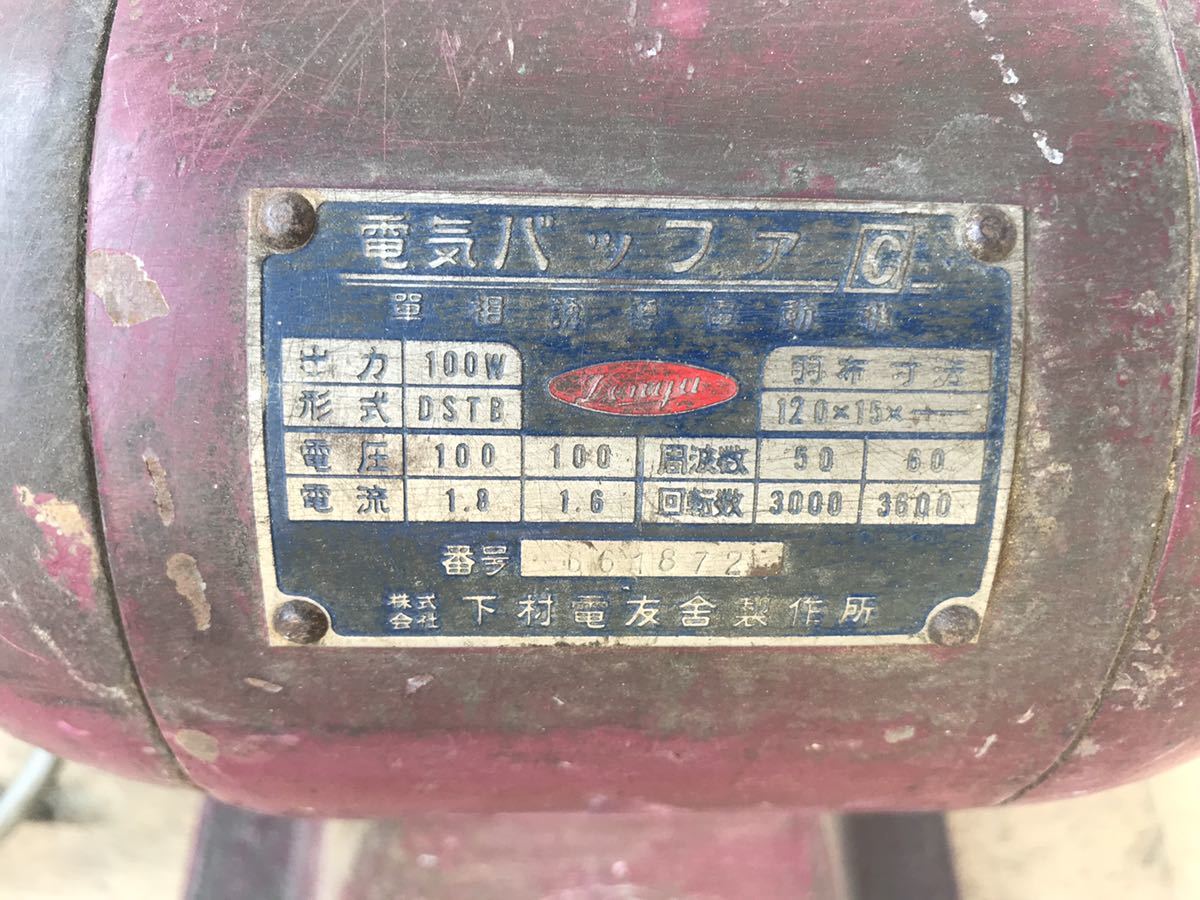 電気バッファ C
單相誘導電動機
出力 100W
形式 DSTB
Denyu
羽布寸方
120×15×
電圧 100 100 周波数 50 60
電流 1.8 1.6 回転数 3000 3600
番号 661872
株式会社 下村電友舎製作所